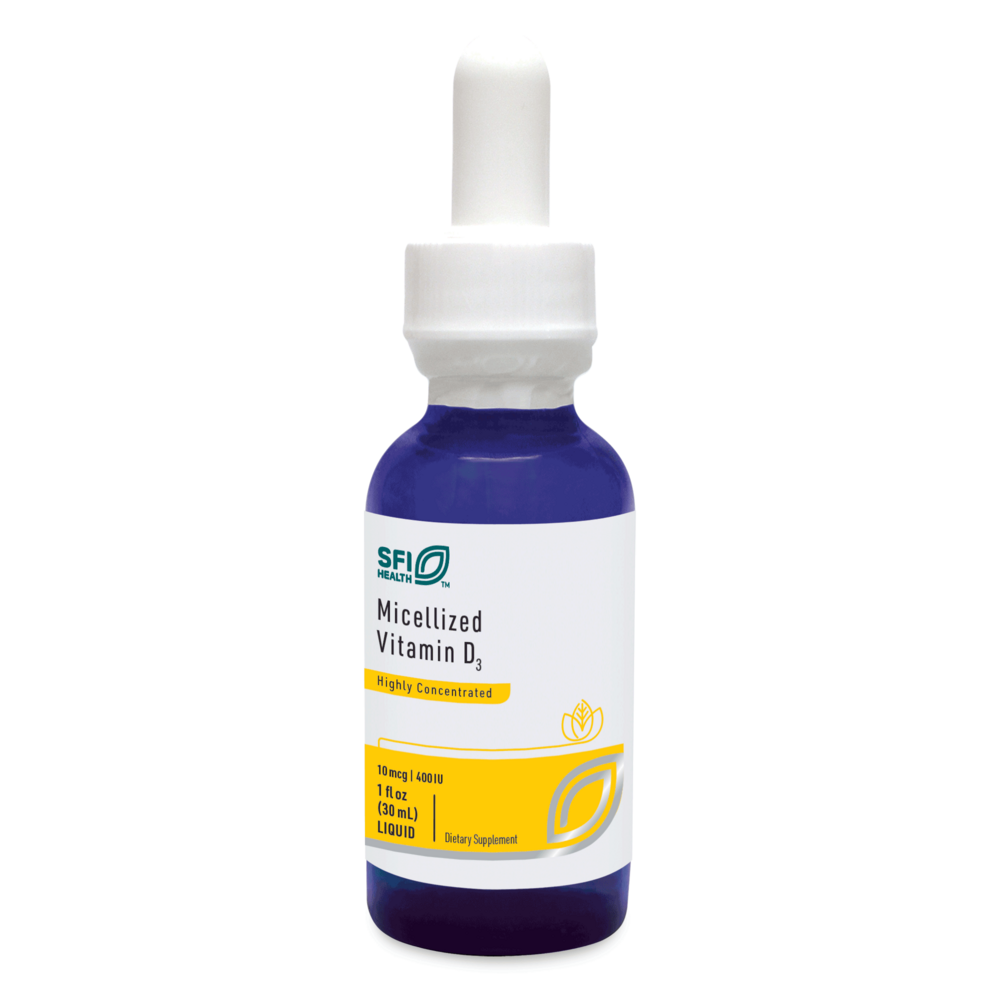 SFI
HEALTH
TM
Micellized
Vitamin D₃
Highly Concentrated
10 mcg | 400 IU
1 fl oz
(30 mL)
LIQUID
Dietary Supplement